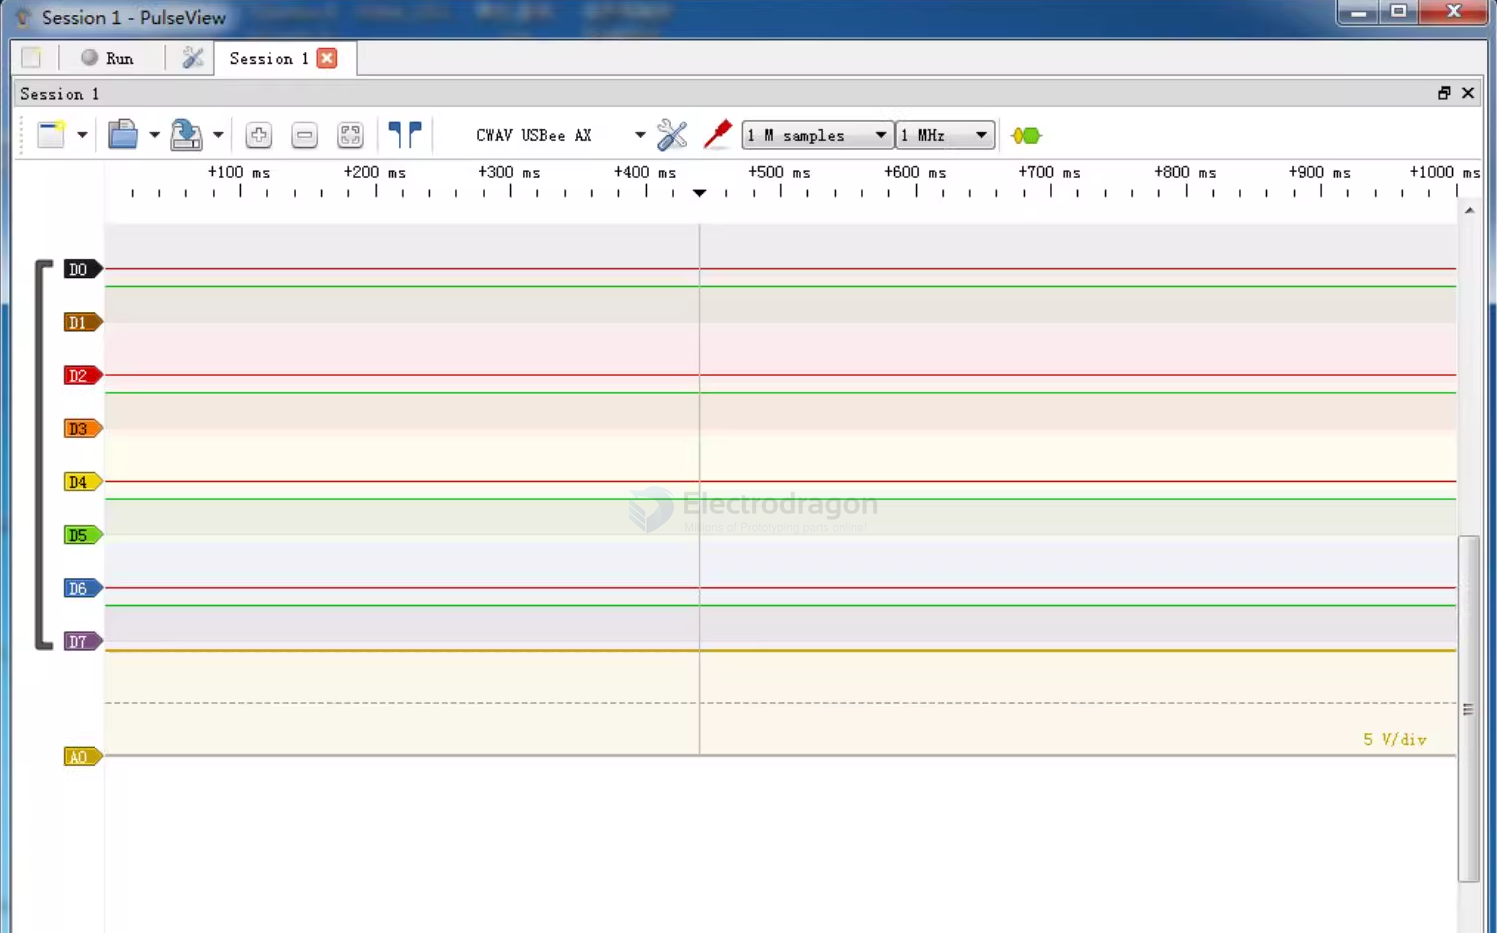 Session 1 - PulseView
Run
Session 1
Session 1
CWAV USBee AX
1 M samples
1 MHz
+100 ms +200 ms +300 ms +400 ms +500 ms +600 ms +700 ms +800 ms +900 ms +1000 ms
D0
D1
D2
D3
D4
Electrodragon
Millions of Prototyping parts online!
D5
D6
D7
5 V/div
A0